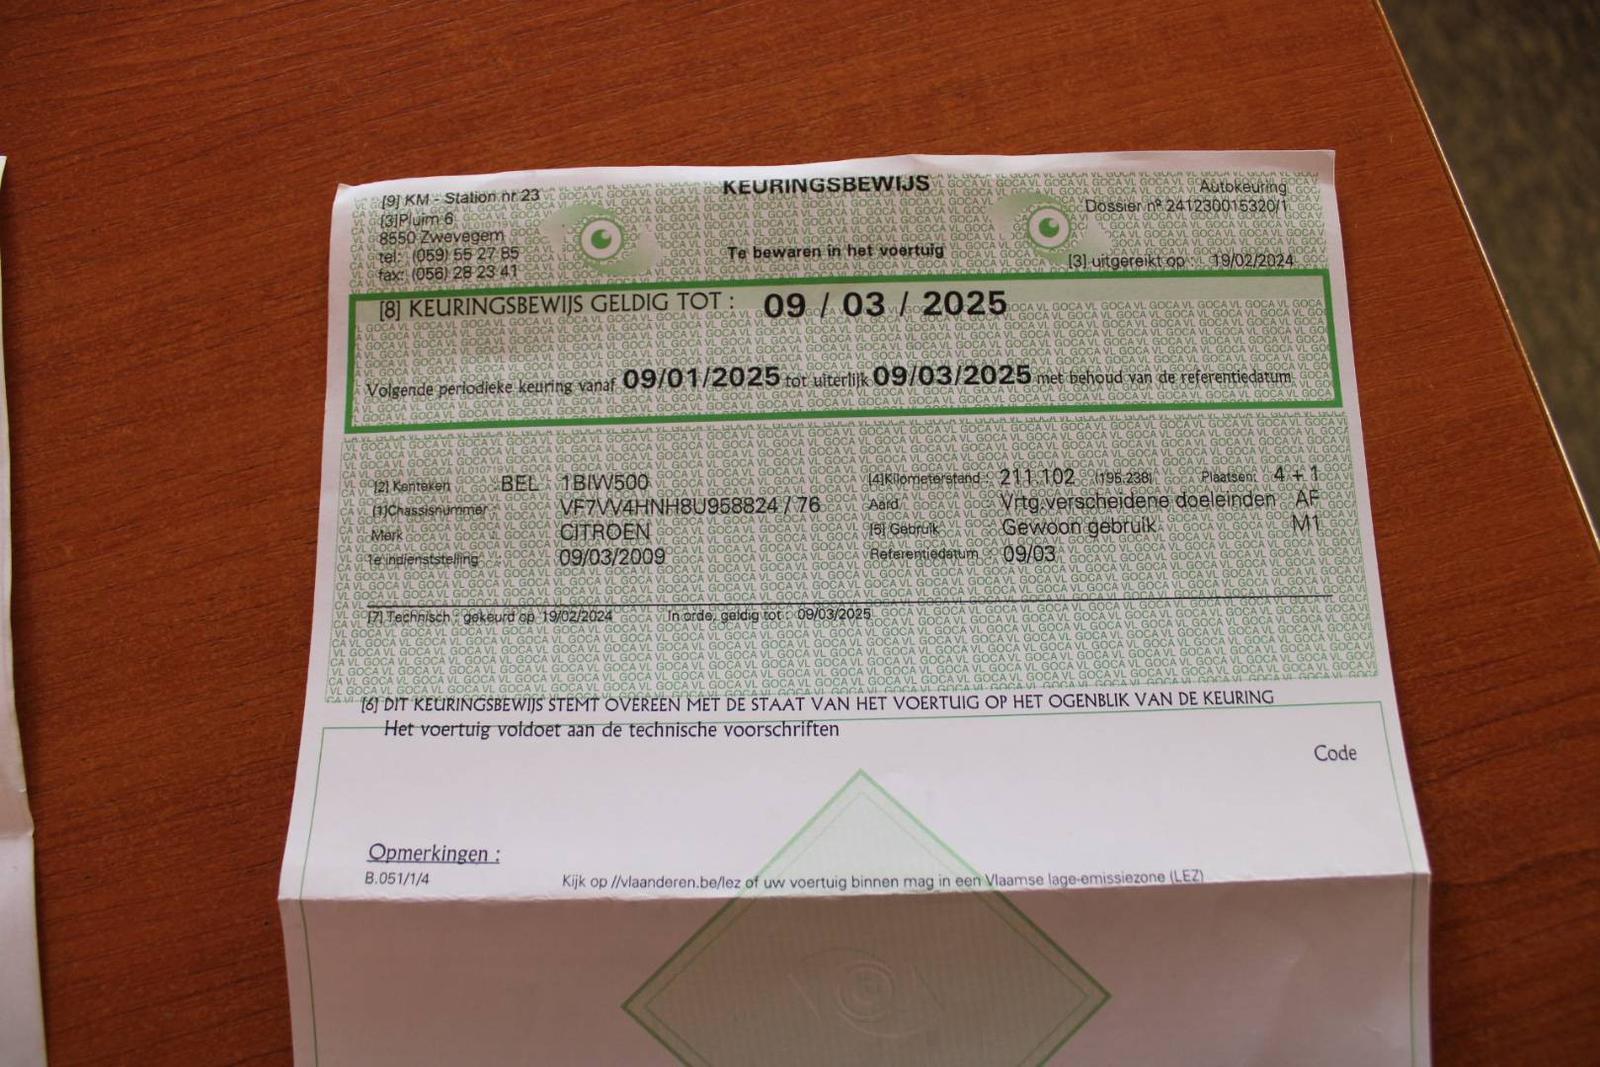 [9] KM - Station nr 23
[3]Pluim 6
8550 Zwevegem
tel: (059) 55 27 85
fax: (056) 28 23 41
KEURINGSBEWIJS
Te bewaren in het voertuig
Autokeuring
Dossier nº 241230015320/1
[3] uitgereikt op : 19/02/2024
[8] KEURINGSBEWIJS GELDIG TOT : 09 / 03 / 2025
Volgende periodieke keuring vanaf 09/01/2025 tot uiterlijk 09/03/2025 met behoud van de referentiedatum
[2] Kenteken BEL 1BIW500 [4]Kilometerstand : 211.102 (195.238) Plaatsen: 4 + 1
(1)Chassisnummer : VF7VV4HNH8U958824 / 76 Aard Vrtg.verscheidene doeleinden AF
Merk CITROEN [5] Gebruik Gewoon gebruik M1
1e indienststelling : 09/03/2009 Referentiedatum : 09/03
[7] Technisch : gekeurd op 19/02/2024 In orde, geldig tot : 09/03/2025
[6] DIT KEURINGSBEWIJS STEMT OVEREEN MET DE STAAT VAN HET VOERTUIG OP HET OGENBLIK VAN DE KEURING
Het voertuig voldoet aan de technische voorschriften
Code
Opmerkingen :
B.051/1/4 Kijk op //vlaanderen.be/lez of uw voertuig binnen mag in een Vlaamse lage-emissiezone (LEZ)